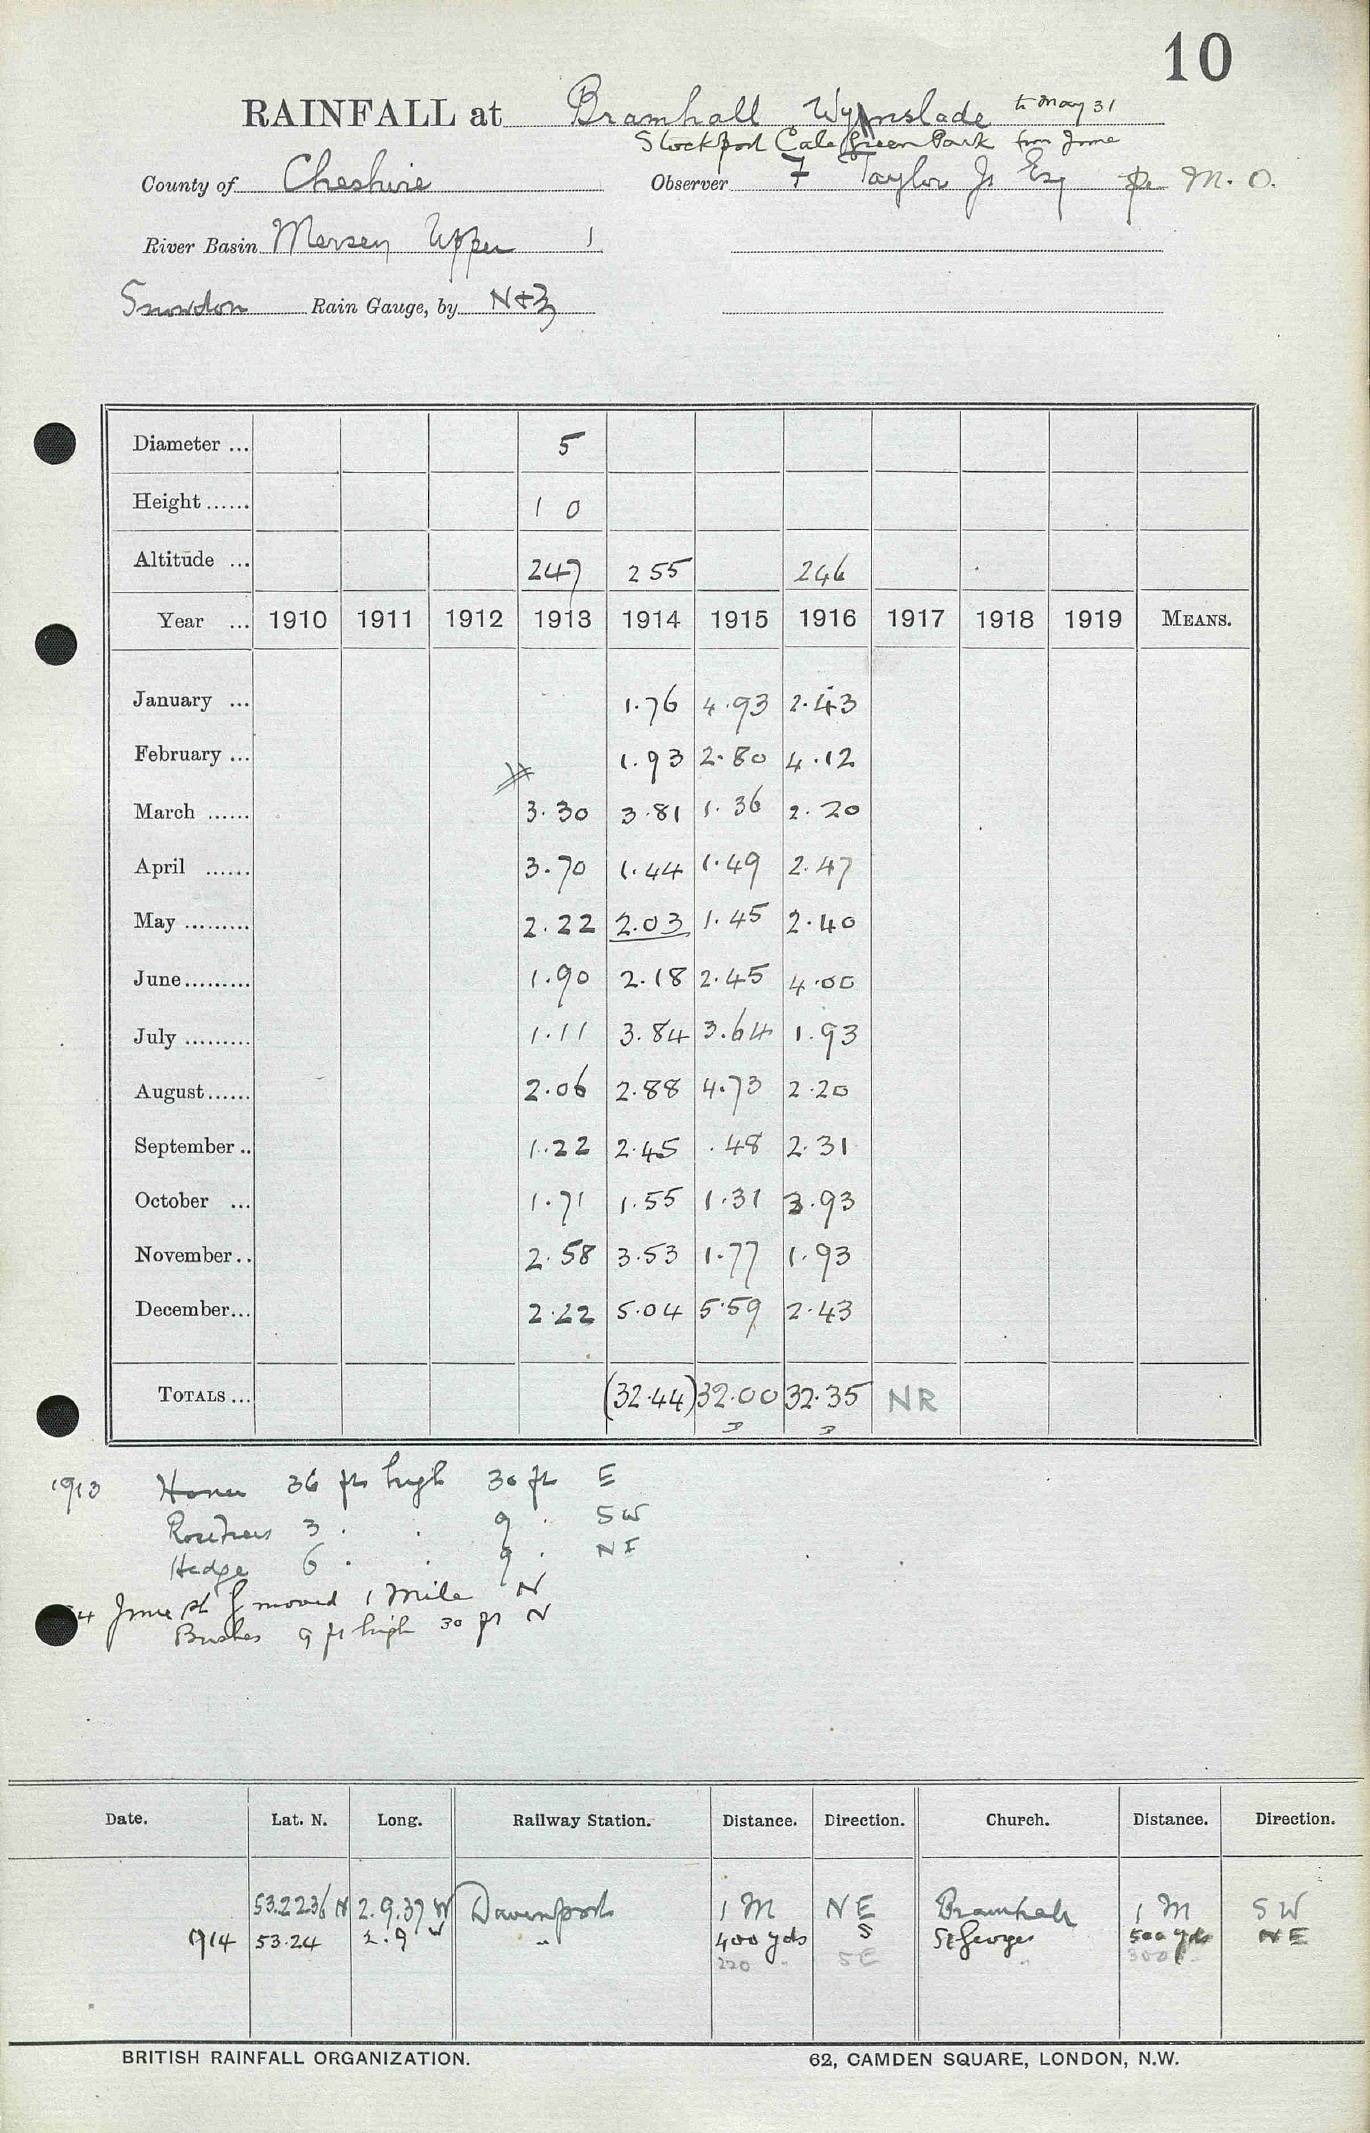 10
RAINFALL at Bramhall Wynnslade to May 31
Stockport Cale Green Park from June
County of Cheshire Observer F Taylor Jr Esq per M. O.
River Basin Mersey Upper 1
Snowdon Rain Gauge, by N+Z
Diameter ... 5
Height ...... 1 0
Altitude ... 247 255 246
Year ... 1910 1911 1912 1913 1914 1915 1916 1917 1918 1919 MEANS.
January ... 1.76 4.93 2.43
February ... 1.93 2.80 4.12
March ...... 3.30 3.81 1.36 2.20
April ...... 3.70 1.44 1.49 2.47
May ......... 2.22 2.03 1.45 2.40
June ......... 1.90 2.18 2.45 4.00
July ......... 1.11 3.84 3.64 1.93
August ...... 2.06 2.88 4.73 2.20
September .. 1.22 2.45 .48 2.31
October ... 1.71 1.55 1.31 3.93
November .. 2.58 3.53 1.77 1.93
December ... 2.22 5.04 5.59 2.43
TOTALS ... (32.44) 32.00 32.35 NR
1913 House 36 ft high 30 ft E
Rosetrees 3 . . 9 . SW
Hedge 6 . . 9 . NE
4 June st G moved 1 Mile N
Bushes 9 ft high 30 ft N
Date. Lat. N. Long. Railway Station. Distance. Direction. Church. Distance. Direction.
53.22.36 N 2.9.37 W Davenport 1 M NE Bramhall 1 M SW
1914 53.24 2.9 W " 400 yds S St Georges 500 yds NE
220 " SE " 300 "
BRITISH RAINFALL ORGANIZATION. 62, CAMDEN SQUARE, LONDON, N.W.